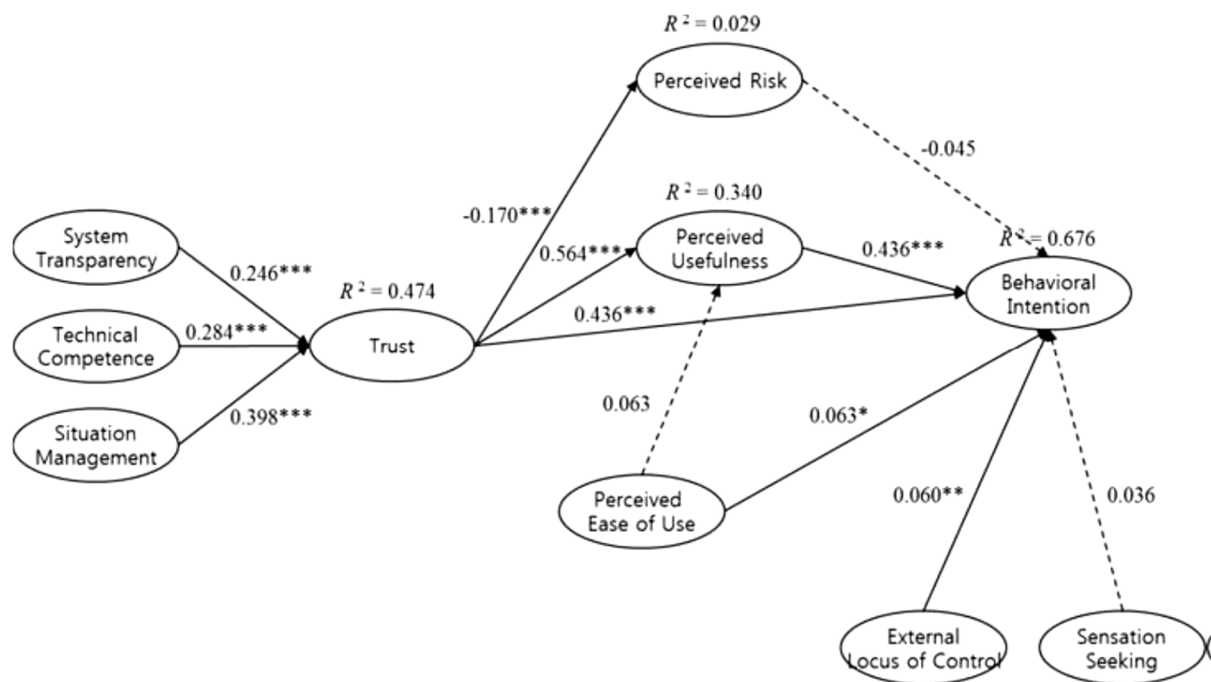 R² = 0.029
Perceived Risk
-0.045
R² = 0.340
-0.170***
System
Transparency
0.564***
Perceived
Usefulness
0.436***
R² = 0.676
0.246***
Behavioral
Intention
R² = 0.474
0.436***
Technical
Competence
0.284***
Trust
0.063
0.063*
0.398***
Situation
Management
Perceived
Ease of Use
0.060**
0.036
External
Locus of Control
Sensation
Seeking